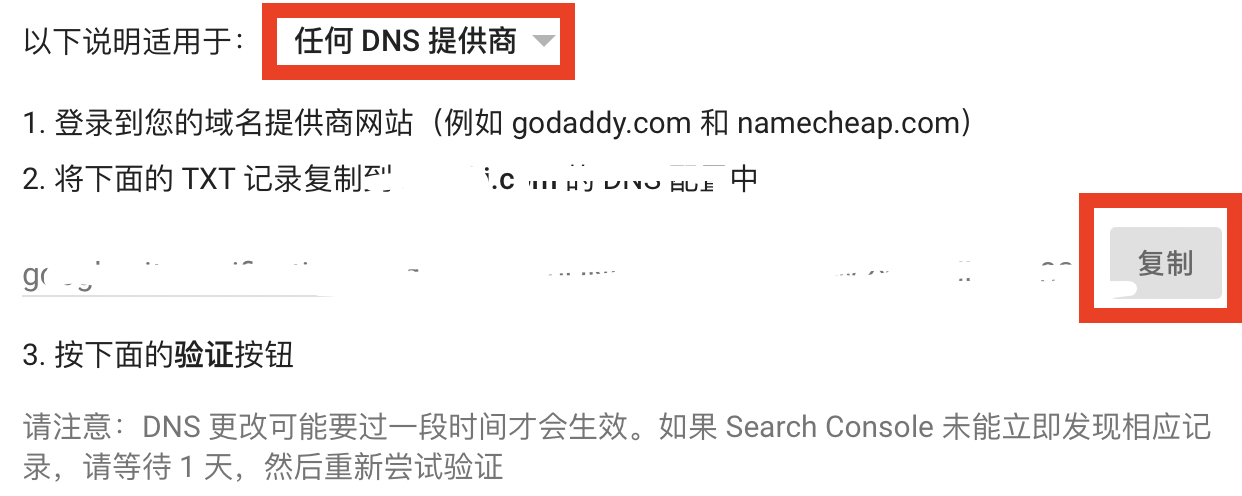 以下说明适用于： 任何 DNS 提供商
1. 登录到您的域名提供商网站（例如 godaddy.com 和 namecheap.com）
2. 将下面的 TXT 记录复制到 的 DNS 配置中
复制
3. 按下面的验证按钮
请注意：DNS 更改可能要过一段时间才会生效。如果 Search Console 未能立即发现相应记
录，请等待 1 天，然后重新尝试验证